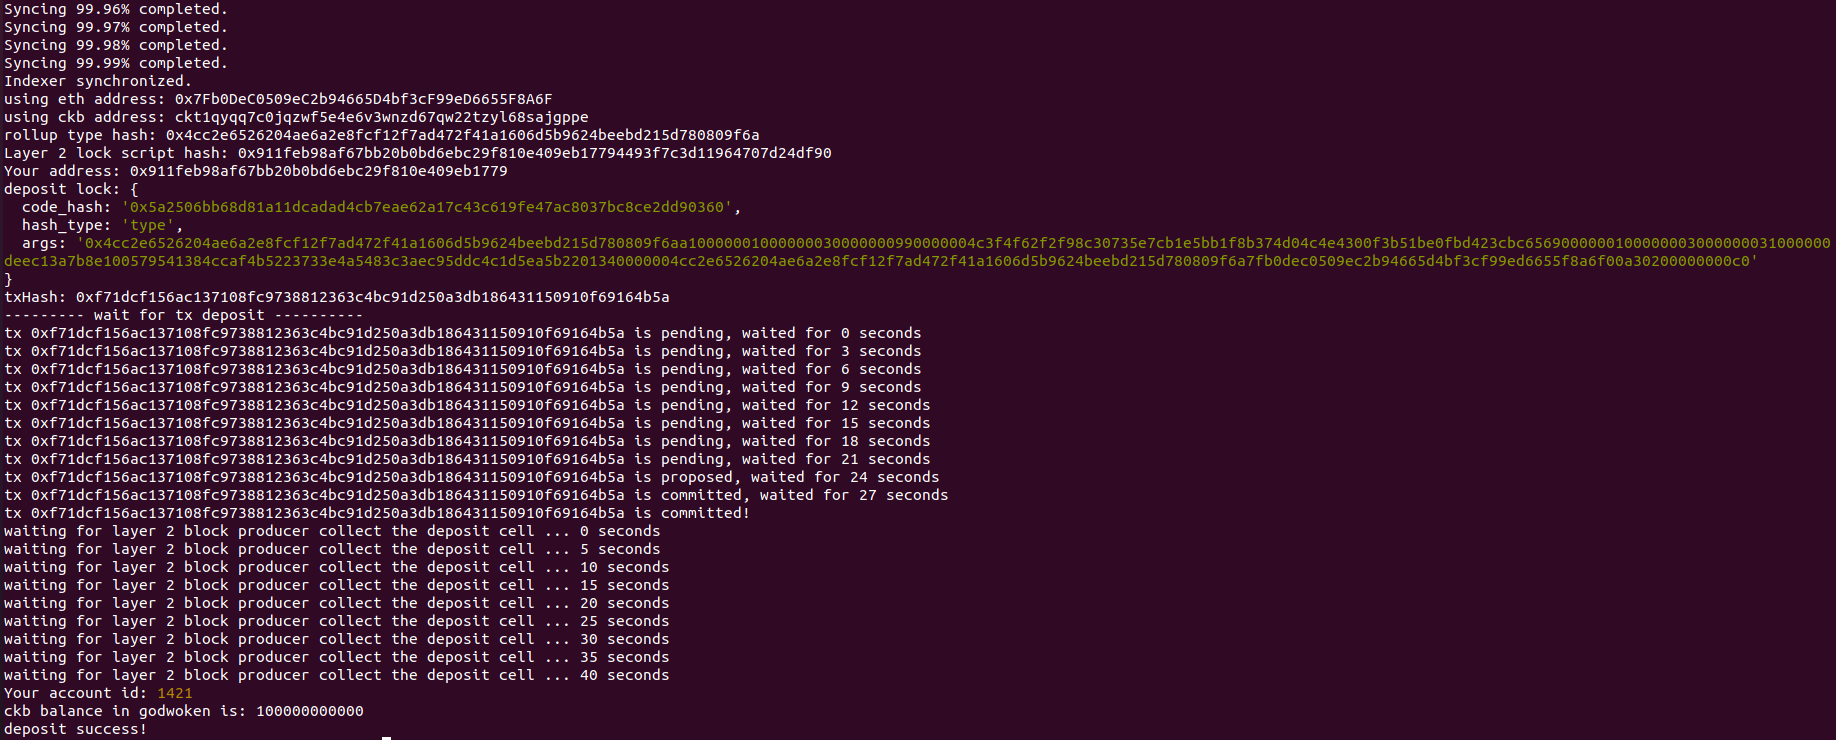 Syncing 99.96% completed.
Syncing 99.97% completed.
Syncing 99.98% completed.
Syncing 99.99% completed.
Indexer synchronized.
using eth address: 0x7Fb0DeC0509eC2b94665D4bf3cF99eD6655F8A6F
using ckb address: ckt1qyqq7c0jqzwf5e4e6v3wnzd67qw22tzyl68sajgppe
rollup type hash: 0x4cc2e6526204ae6a2e8fcf12f7ad472f41a1606d5b9624beebd215d780809f6a
Layer 2 lock script hash: 0x911feb98af67bb20b0bd6ebc29f810e409eb17794493f7c3d11964707d24df90
Your address: 0x911feb98af67bb20b0bd6ebc29f810e409eb1779
deposit lock: {
  code_hash: '0x5a2506bb68d81a11dcadad4cb7eae62a17c43c619fe47ac8037bc8ce2dd90360',
  hash_type: 'type',
  args: '0x4cc2e6526204ae6a2e8fcf12f7ad472f41a1606d5b9624beebd215d780809f6aa10000001000000030000000990000004c3f4f62f2f98c30735e7cb1e5bb1f8b374d04c4e4300f3b51be0fbd423cbc65690000000100000003000000031000000
deec13a7b8e100579541384ccaf4b5223733e4a5483c3aec95ddc4c1d5ea5b2201340000004cc2e6526204ae6a2e8fcf12f7ad472f41a1606d5b9624beebd215d780809f6a7fb0dec0509ec2b94665d4bf3cf99ed6655f8a6f00a30200000000c0'
}
txHash: 0xf71dcf156ac137108fc9738812363c4bc91d250a3db186431150910f69164b5a
--------- wait for tx deposit ----------
tx 0xf71dcf156ac137108fc9738812363c4bc91d250a3db186431150910f69164b5a is pending, waited for 0 seconds
tx 0xf71dcf156ac137108fc9738812363c4bc91d250a3db186431150910f69164b5a is pending, waited for 3 seconds
tx 0xf71dcf156ac137108fc9738812363c4bc91d250a3db186431150910f69164b5a is pending, waited for 6 seconds
tx 0xf71dcf156ac137108fc9738812363c4bc91d250a3db186431150910f69164b5a is pending, waited for 9 seconds
tx 0xf71dcf156ac137108fc9738812363c4bc91d250a3db186431150910f69164b5a is pending, waited for 12 seconds
tx 0xf71dcf156ac137108fc9738812363c4bc91d250a3db186431150910f69164b5a is pending, waited for 15 seconds
tx 0xf71dcf156ac137108fc9738812363c4bc91d250a3db186431150910f69164b5a is pending, waited for 18 seconds
tx 0xf71dcf156ac137108fc9738812363c4bc91d250a3db186431150910f69164b5a is pending, waited for 21 seconds
tx 0xf71dcf156ac137108fc9738812363c4bc91d250a3db186431150910f69164b5a is proposed, waited for 24 seconds
tx 0xf71dcf156ac137108fc9738812363c4bc91d250a3db186431150910f69164b5a is committed, waited for 27 seconds
tx 0xf71dcf156ac137108fc9738812363c4bc91d250a3db186431150910f69164b5a is committed!
waiting for layer 2 block producer collect the deposit cell ... 0 seconds
waiting for layer 2 block producer collect the deposit cell ... 5 seconds
waiting for layer 2 block producer collect the deposit cell ... 10 seconds
waiting for layer 2 block producer collect the deposit cell ... 15 seconds
waiting for layer 2 block producer collect the deposit cell ... 20 seconds
waiting for layer 2 block producer collect the deposit cell ... 25 seconds
waiting for layer 2 block producer collect the deposit cell ... 30 seconds
waiting for layer 2 block producer collect the deposit cell ... 35 seconds
waiting for layer 2 block producer collect the deposit cell ... 40 seconds
Your account id: 1421
ckb balance in godwoken is: 100000000000
deposit success!